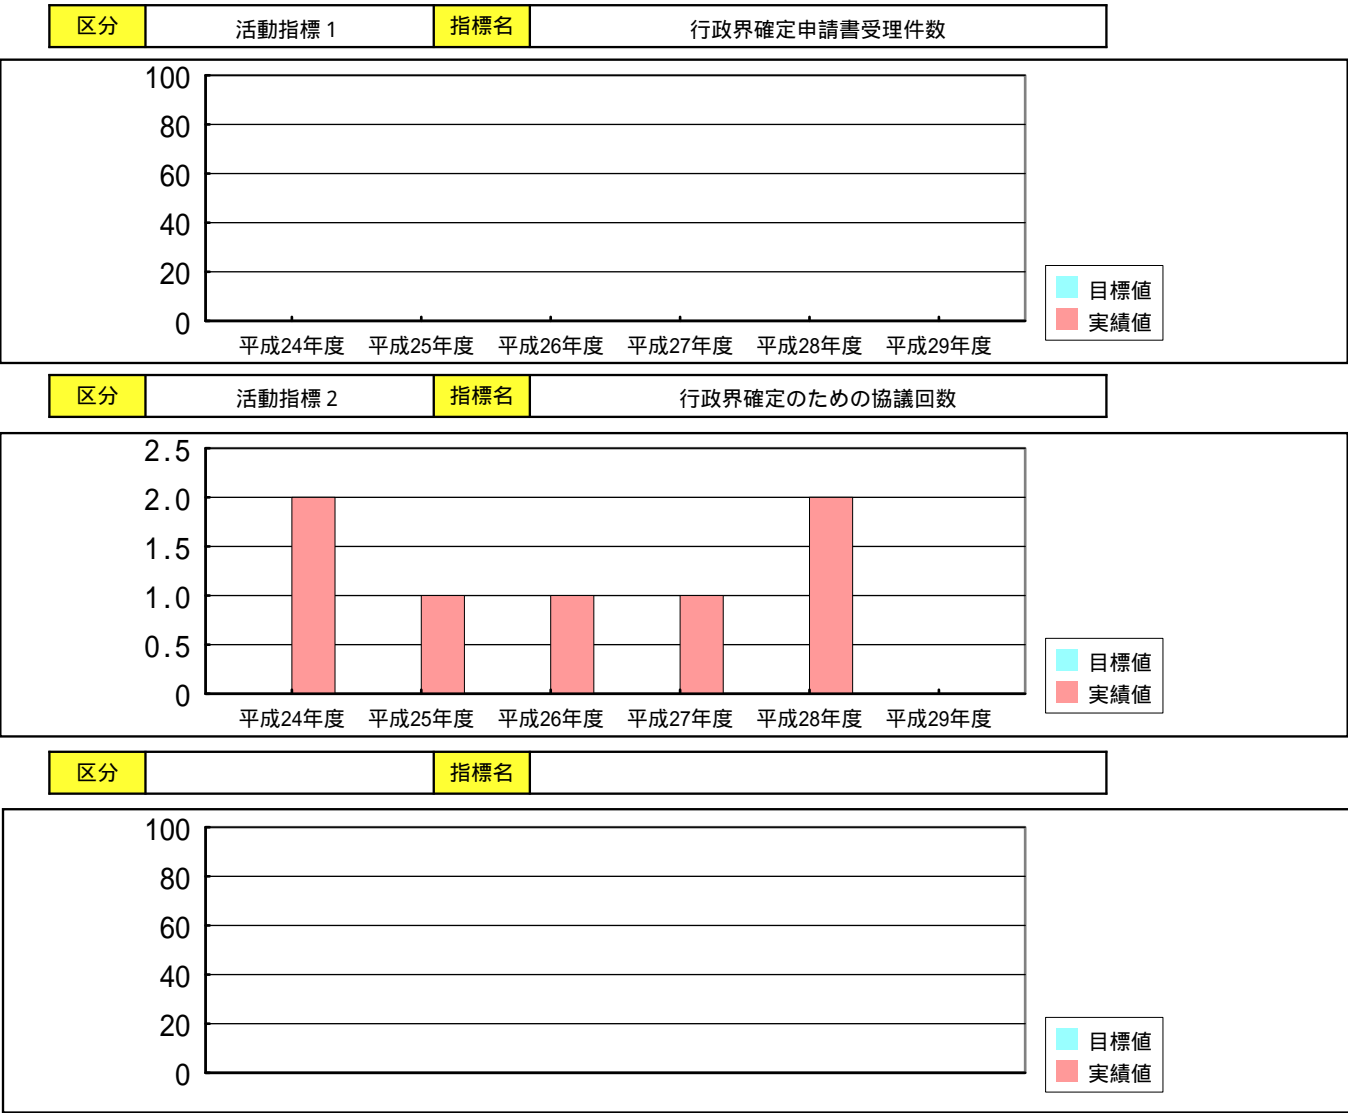 区分 活動指標1 指標名 行政界確定申請書受理件数
100
80
60
40
20
0
平成24年度 平成25年度 平成26年度 平成27年度 平成28年度 平成29年度
目標値
実績値
区分 活動指標2 指標名 行政界確定のための協議回数
2.5
2.0
1.5
1.0
0.5
0
平成24年度 平成25年度 平成26年度 平成27年度 平成28年度 平成29年度
目標値
実績値
区分 指標名
100
80
60
40
20
0
目標値
実績値